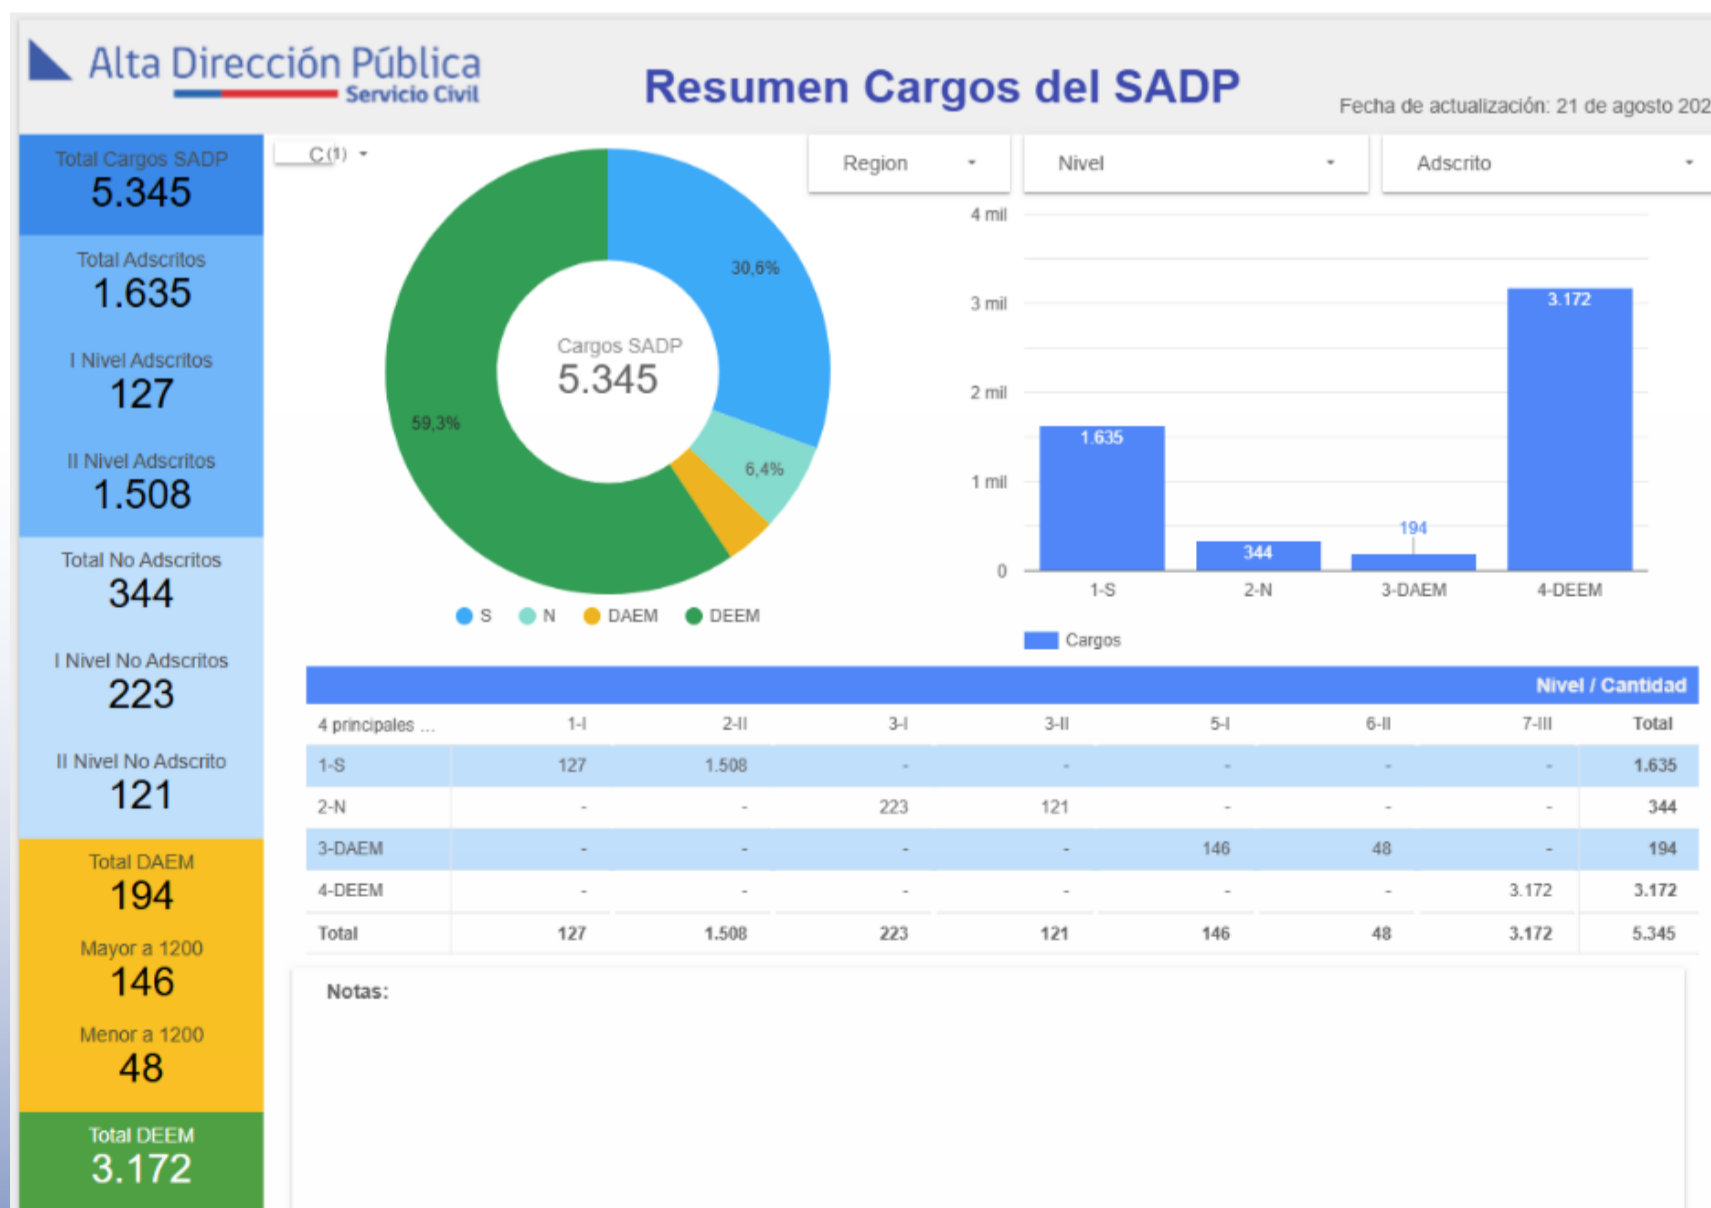 Alta Dirección Pública
Servicio Civil
Resumen Cargos del SADP
Fecha de actualización: 21 de agosto 202
Total Cargos SADP
5.345
Total Adscritos
1.635
I Nivel Adscritos
127
II Nivel Adscritos
1.508
Total No Adscritos
344
I Nivel No Adscritos
223
II Nivel No Adscrito
121
Total DAEM
194
Mayor a 1200
146
Menor a 1200
48
Total DEEM
3.172
C (1)
30,6%
Cargos SADP
5.345
59,3%
6,4%
S N DAEM DEEM
Region Nivel Adscrito
4 mil
3 mil
2 mil
1 mil
0
1.635
344
194
3.172
1-S 2-N 3-DAEM 4-DEEM
Cargos
Nivel / Cantidad
4 principales ... 1-I 2-II 3-I 3-II 5-I 6-II 7-III Total
1-S 127 1.508 - - - - - 1.635
2-N - - 223 121 - - - 344
3-DAEM - - - - 146 48 - 194
4-DEEM - - - - - - 3.172 3.172
Total 127 1.508 223 121 146 48 3.172 5.345
Notas: